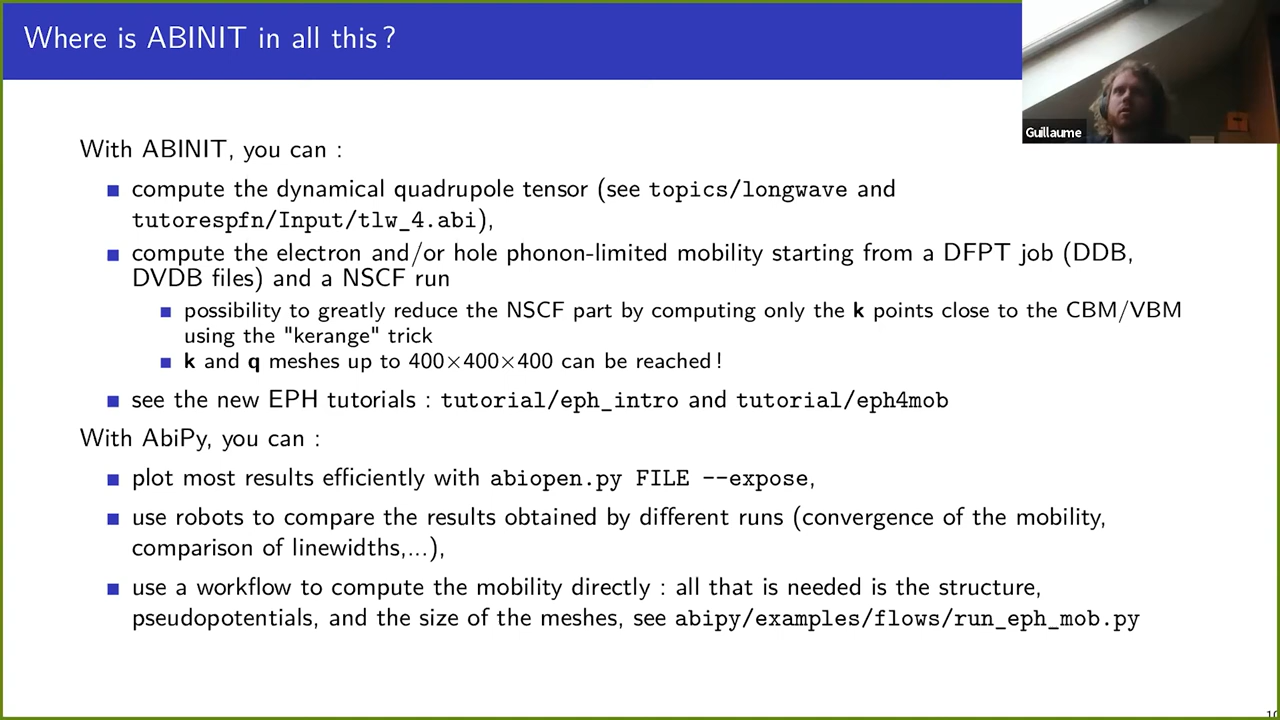 Where is ABINIT in all this ?
Guillaume
With ABINIT, you can :
compute the dynamical quadrupole tensor (see topics/longwave and
tutorespfn/Input/tlw_4.abi),
compute the electron and/or hole phonon-limited mobility starting from a DFPT job (DDB,
DVDB files) and a NSCF run
possibility to greatly reduce the NSCF part by computing only the k points close to the CBM/VBM
using the "kerange" trick
k and q meshes up to 400×400×400 can be reached !
see the new EPH tutorials : tutorial/eph_intro and tutorial/eph4mob
With AbiPy, you can :
plot most results efficiently with abiopen.py FILE --expose,
use robots to compare the results obtained by different runs (convergence of the mobility,
comparison of linewidths,...),
use a workflow to compute the mobility directly : all that is needed is the structure,
pseudopotentials, and the size of the meshes, see abipy/examples/flows/run_eph_mob.py